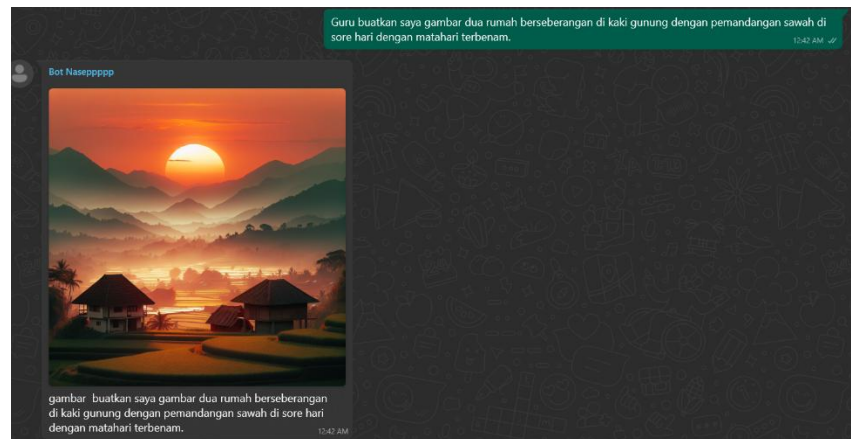 Guru buatkan saya gambar dua rumah berseberangan di kaki gunung dengan pemandangan sawah di
sore hari dengan matahari terbenam.
12:42 AM
Bot Naseppppp
gambar buatkan saya gambar dua rumah berseberangan
di kaki gunung dengan pemandangan sawah di sore hari
dengan matahari terbenam.
12:42 AM